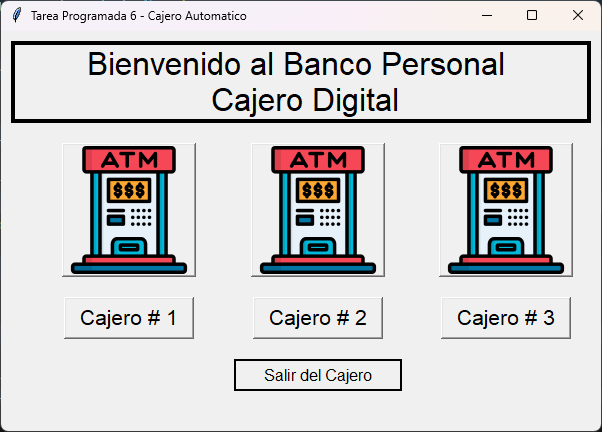 Tarea Programada 6 - Cajero Automatico
Bienvenido al Banco Personal
Cajero Digital
ATM ATM ATM
$$$ $$$ $$$
Cajero # 1 Cajero # 2 Cajero # 3
Salir del Cajero